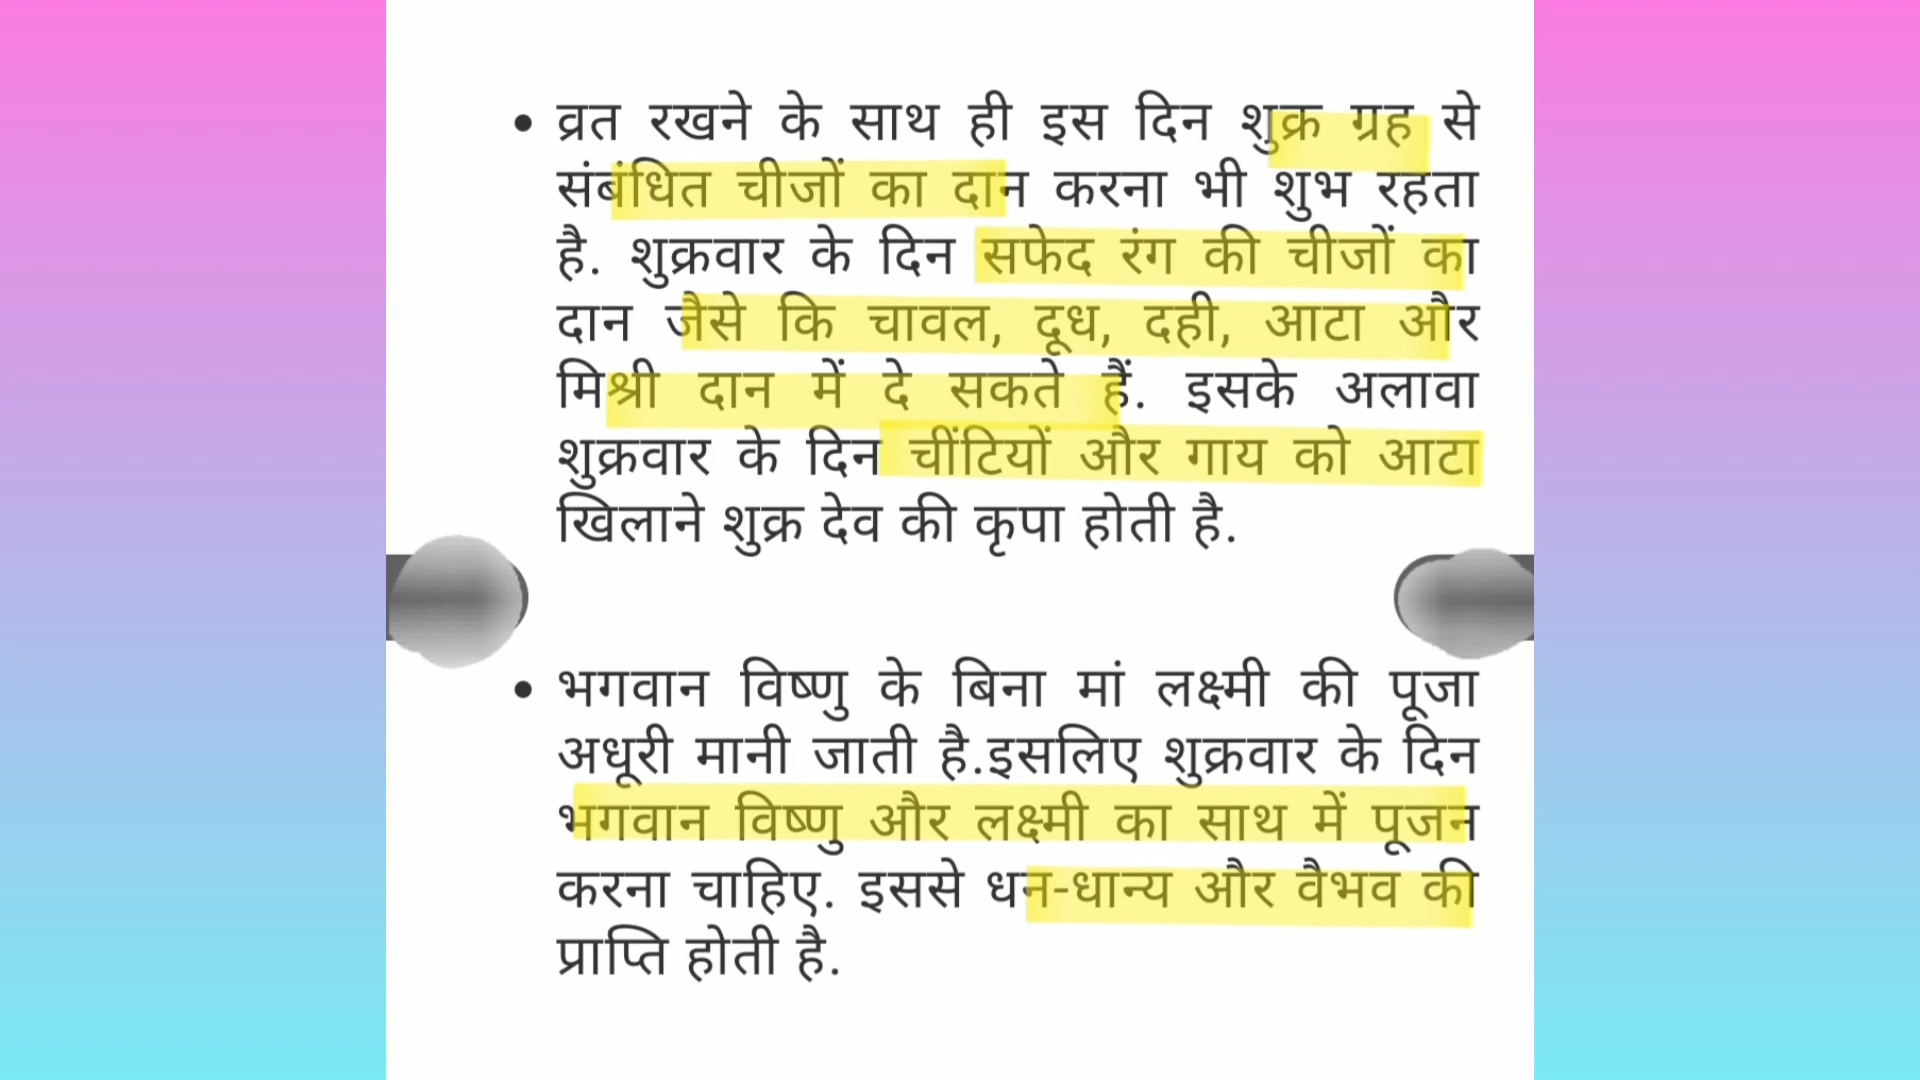 • व्रत रखने के साथ ही इस दिन शुक्र ग्रह से
संबंधित चीजों का दान करना भी शुभ रहता
है. शुक्रवार के दिन सफेद रंग की चीजों का
दान जैसे कि चावल, दूध, दही, आटा और
मिश्री दान में दे सकते हैं. इसके अलावा
शुक्रवार के दिन चींटियों और गाय को आटा
खिलाने शुक्र देव की कृपा होती है.
• भगवान विष्णु के बिना मां लक्ष्मी की पूजा
अधूरी मानी जाती है.इसलिए शुक्रवार के दिन
भगवान विष्णु और लक्ष्मी का साथ में पूजन
करना चाहिए. इससे धन-धान्य और वैभव की
प्राप्ति होती है.